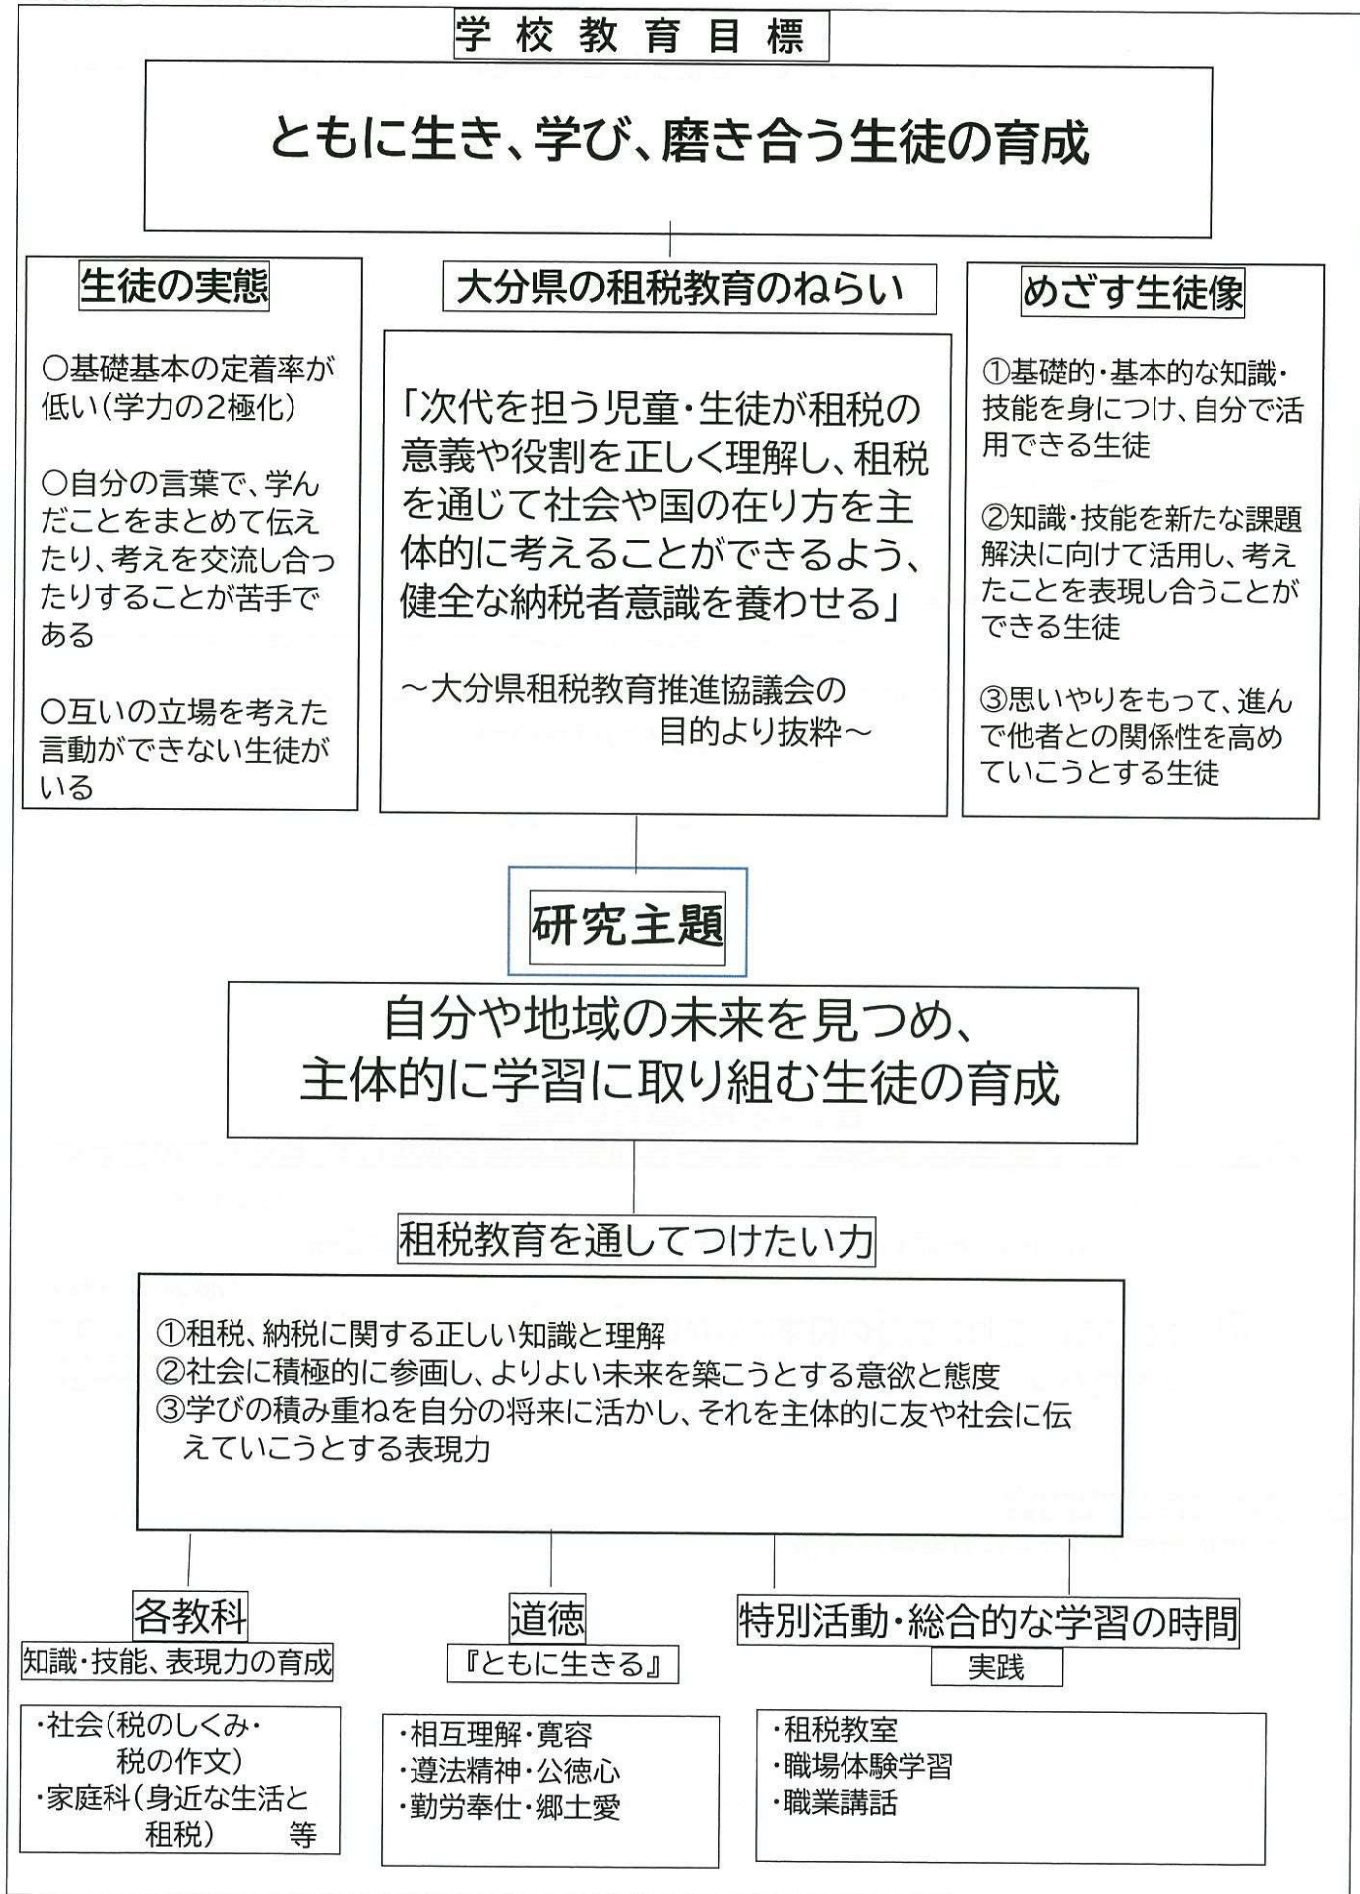 学校教育目標
ともに生き、学び、磨き合う生徒の育成
生徒の実態
○基礎基本の定着率が
低い(学力の2極化)
○自分の言葉で、学ん
だことをまとめて伝え
たり、考えを交流し合っ
たりすることが苦手で
ある
○互いの立場を考えた
言動ができない生徒が
いる
大分県の租税教育のねらい
「次代を担う児童・生徒が租税の
意義や役割を正しく理解し、租税
を通じて社会や国の在り方を主
体的に考えることができるよう、
健全な納税者意識を養わせる」
～大分県租税教育推進協議会の
目的より抜粋～
めざす生徒像
①基礎的・基本的な知識・
技能を身につけ、自分で活
用できる生徒
②知識・技能を新たな課題
解決に向けて活用し、考え
たことを表現し合うことが
できる生徒
③思いやりをもって、進ん
で他者との関係性を高め
ていこうとする生徒
研究主題
自分や地域の未来を見つめ、
主体的に学習に取り組む生徒の育成
租税教育を通してつけたい力
①租税、納税に関する正しい知識と理解
②社会に積極的に参画し、よりよい未来を築こうとする意欲と態度
③学びの積み重ねを自分の将来に活かし、それを主体的に友や社会に伝
えていこうとする表現力
各教科
知識・技能、表現力の育成
・社会(税のしくみ・
税の作文)
・家庭科(身近な生活と
租税) 等
道徳
『ともに生きる』
・相互理解・寛容
・遵法精神・公徳心
・勤労奉仕・郷土愛
特別活動・総合的な学習の時間
実践
・租税教室
・職場体験学習
・職業講話